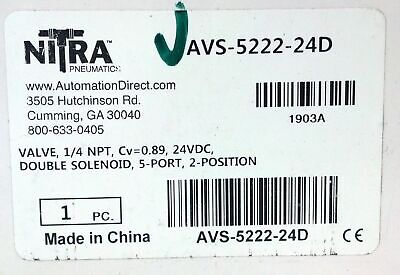 NITRA™
PNEUMATICS
AVS-5222-24D
www.AutomationDirect.com
3505 Hutchinson Rd.
Cumming, GA 30040
800-633-0405
1903A
VALVE, 1/4 NPT, Cv=0.89, 24VDC,
DOUBLE SOLENOID, 5-PORT, 2-POSITION
1 PC.
Made in China
AVS-5222-24D
CE